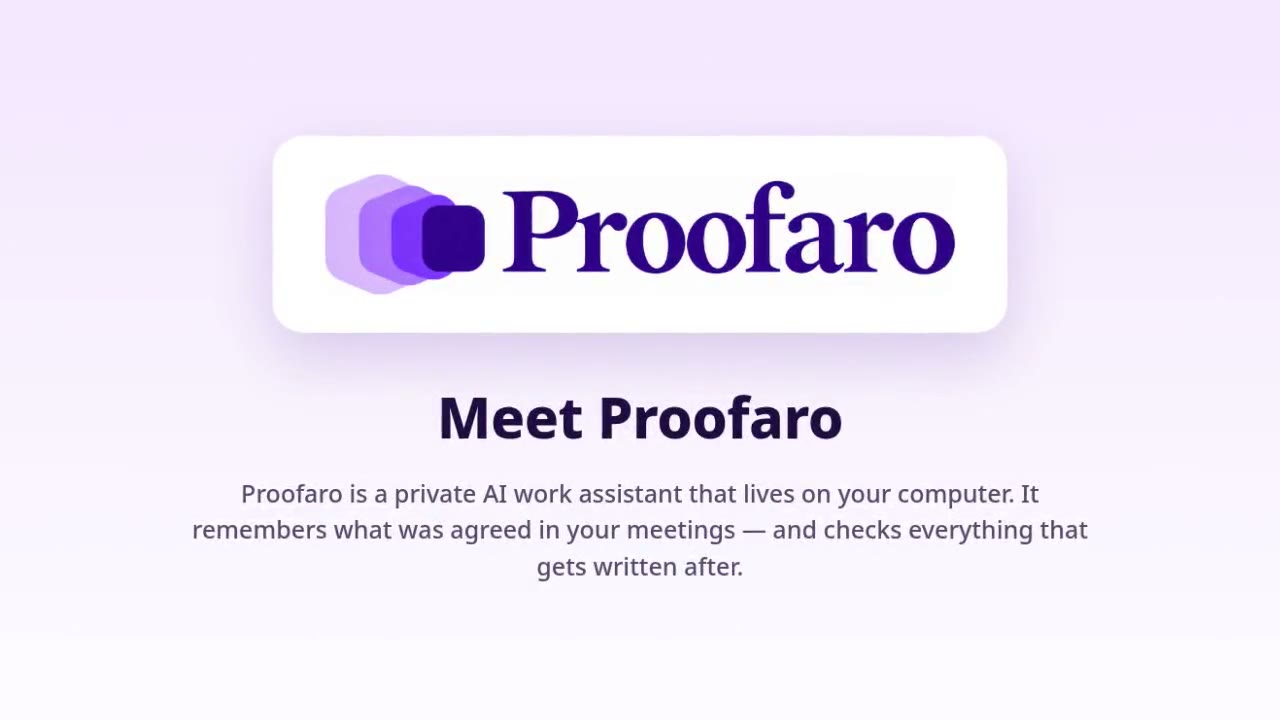 Proofaro
Meet Proofaro
Proofaro is a private AI work assistant that lives on your computer. It
remembers what was agreed in your meetings — and checks everything that
gets written after.